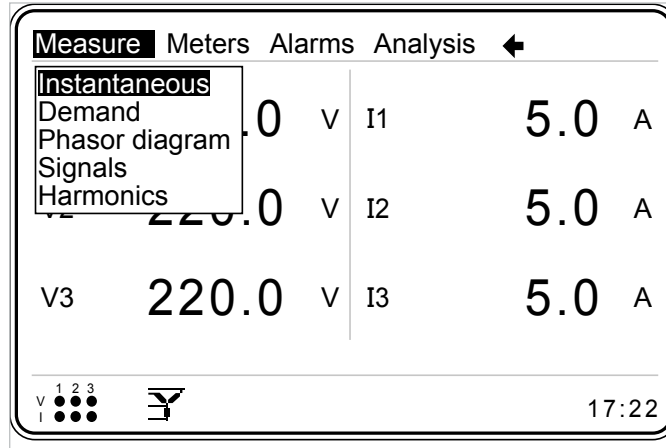 Measure Meters Alarms Analysis
Instantaneous
Demand
Phasor diagram
Signals
Harmonics
.0 V I1 5.0 A
V2 220.0 V I2 5.0 A
V3 220.0 V I3 5.0 A
1 2 3
V
I
17:22